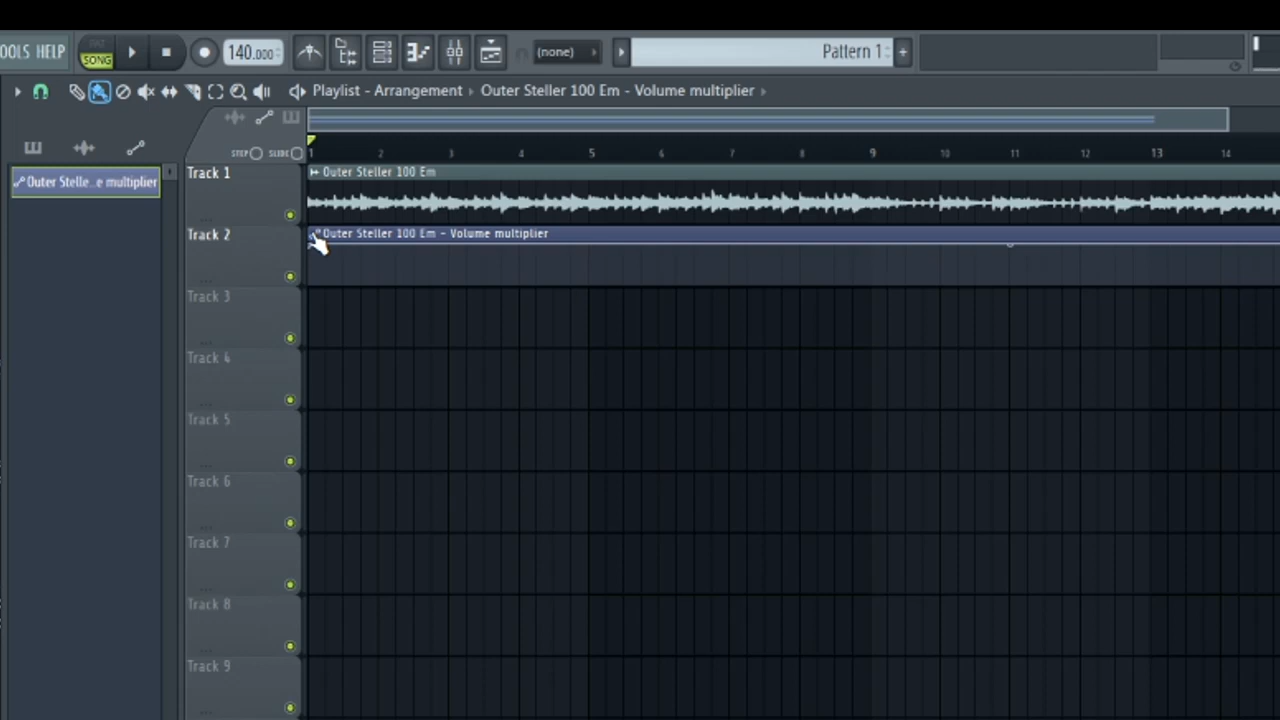 OOLS HELP
PAT
SONG
140.000
(none)
Pattern 1
+
Playlist - Arrangement › Outer Steller 100 Em - Volume multiplier ›
STEP SLIDE
1 2 3 4 5 6 7 8 9 10 11 12 13 14
Outer Stelle...e multiplier
Track 1
Outer Steller 100 Em
Track 2
Outer Steller 100 Em - Volume multiplier
Track 3
Track 4
Track 5
Track 6
Track 7
Track 8
Track 9